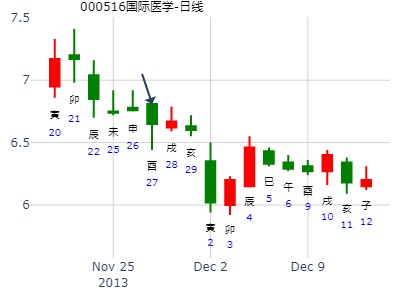 000516国际医学-日线
7.5
7
6.5
6
寅
20
卯
21
辰
22
未
25
申
26
酉
27
戌
28
亥
29
寅
2
卯
3
辰
4
巳
5
午
6
酉
9
戌
10
亥
11
子
12
Nov 25
2013
Dec 2
Dec 9